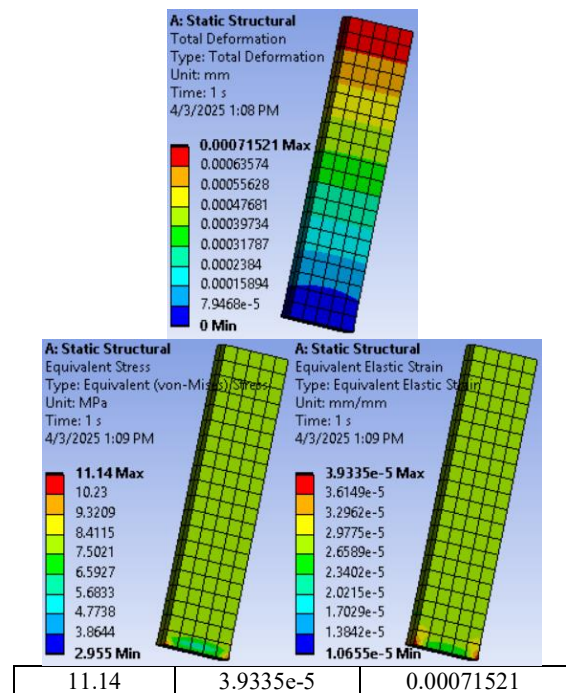 A: Static Structural
Total Deformation
Type: Total Deformation
Unit: mm
Time: 1 s
4/3/2025 1:08 PM
0.00071521 Max
0.00063574
0.00055628
0.00047681
0.00039734
0.00031787
0.0002384
0.00015894
7.9468e-5
0 Min
A: Static Structural
Equivalent Stress
Type: Equivalent (von-Mises) Stress
Unit: MPa
Time: 1 s
4/3/2025 1:09 PM
11.14 Max
10.23
9.3209
8.4115
7.5021
6.5927
5.6833
4.7738
3.8644
2.955 Min
A: Static Structural
Equivalent Elastic Strain
Type: Equivalent Elastic Strain
Unit: mm/mm
Time: 1 s
4/3/2025 1:09 PM
3.9335e-5 Max
3.6149e-5
3.2962e-5
2.9775e-5
2.6589e-5
2.3402e-5
2.0215e-5
1.7029e-5
1.3842e-5
1.0655e-5 Min
11.14 3.9335e-5 0.00071521